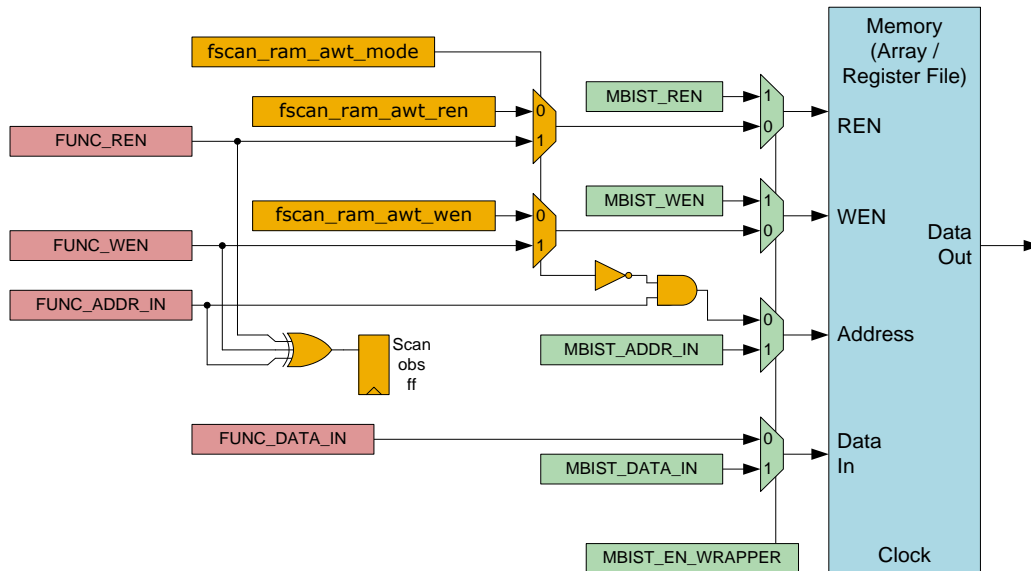 Memory
(Array /
Register File)
fscan_ram_awt_mode
MBIST_REN
1
fscan_ram_awt_ren
0
0
REN
FUNC_REN
1
MBIST_WEN
1
fscan_ram_awt_wen
0
WEN
0
FUNC_WEN
1
Data
Out
FUNC_ADDR_IN
0
Address
MBIST_ADDR_IN
1
Scan
obs
ff
FUNC_DATA_IN
0
Data
In
MBIST_DATA_IN
1
MBIST_EN_WRAPPER
Clock